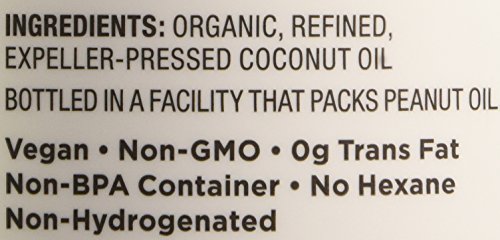 INGREDIENTS: ORGANIC, REFINED,
EXPELLER-PRESSED COCONUT OIL
BOTTLED IN A FACILITY THAT PACKS PEANUT OIL
Vegan • Non-GMO • 0g Trans Fat
Non-BPA Container • No Hexane
Non-Hydrogenated